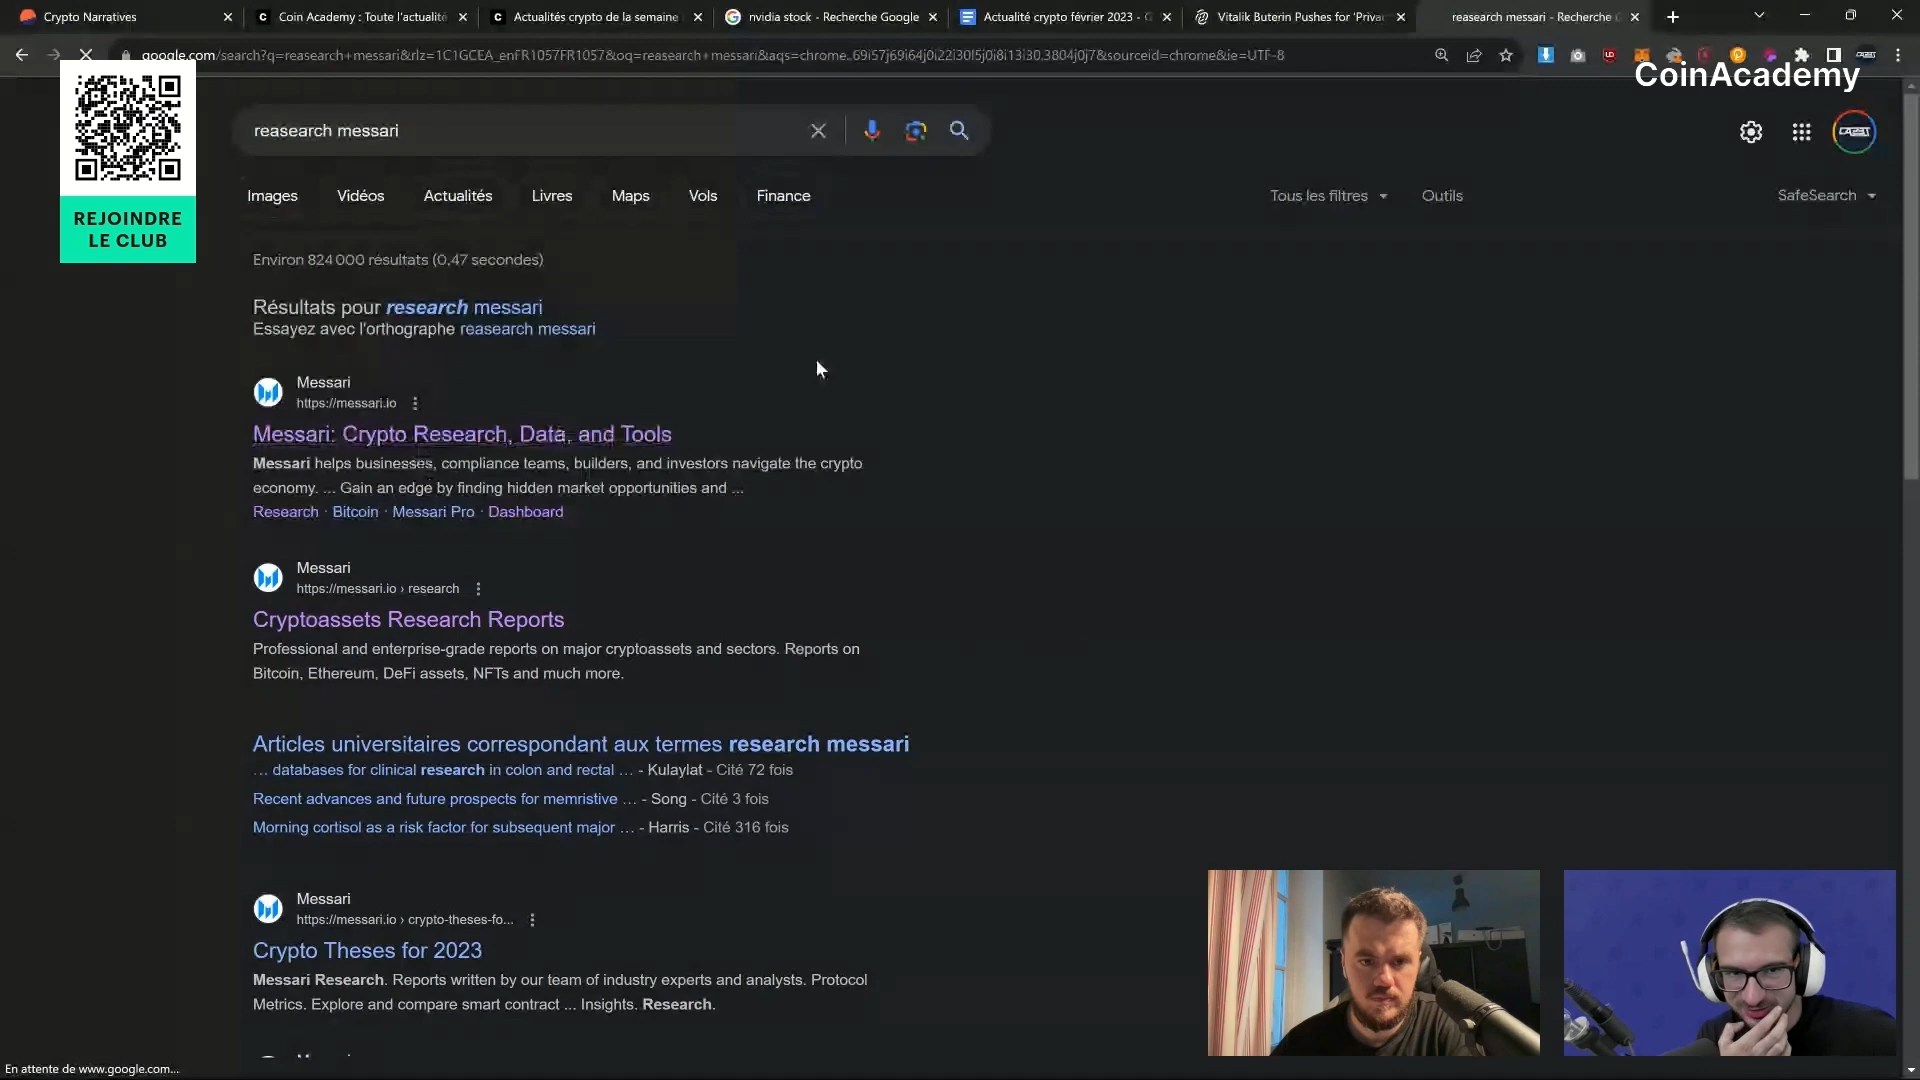 Crypto Narratives
Coin Academy : Toute l'actualité
Actualités crypto de la semaine
nvidia stock - Recherche Google
Actualité crypto février 2023 - G
Vitalik Buterin Pushes for 'Priva
reasearch messari - Recherche G
google.com/search?q=reasearch+messari&rlz=1C1GCEA_enFR1057FR1057&oq=reasearch+messari&aqs=chrome..69i57j69i64j0i22i30l5j0i8i13i30.3804j0j7&sourceid=chrome&ie=UTF-8
CoinAcademy
REJOINDRE
LE CLUB
reasearch messari
Images
Vidéos
Actualités
Livres
Maps
Vols
Finance
Tous les filtres
Outils
SafeSearch
Environ 824 000 résultats (0,47 secondes)
Résultats pour research messari
Essayez avec l'orthographe reasearch messari
Messari
https://messari.io
Messari: Crypto Research, Data, and Tools
Messari helps businesses, compliance teams, builders, and investors navigate the crypto
economy. ... Gain an edge by finding hidden market opportunities and ...
Research · Bitcoin · Messari Pro · Dashboard
Messari
https://messari.io › research
Cryptoassets Research Reports
Professional and enterprise-grade reports on major cryptoassets and sectors. Reports on
Bitcoin, Ethereum, DeFi assets, NFTs and much more.
Articles universitaires correspondant aux termes research messari
… databases for clinical research in colon and rectal … - Kulaylat - Cité 72 fois
Recent advances and future prospects for memristive … - Song - Cité 3 fois
Morning cortisol as a risk factor for subsequent major … - Harris - Cité 316 fois
Messari
https://messari.io › crypto-theses-fo...
Crypto Theses for 2023
Messari Research. Reports written by our team of industry experts and analysts. Protocol
Metrics. Explore and compare smart contract ... Insights. Research.
En attente de www.google.com...